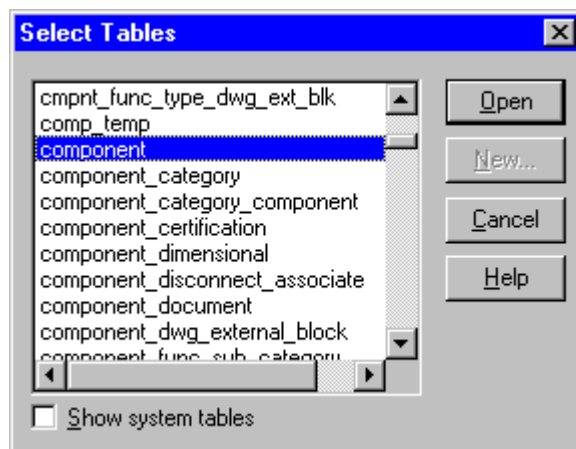 Select Tables
cmpnt_func_type_dwg_ext_blk
comp_temp
component
component_category
component_category_component
component_certification
component_dimensional
component_disconnect_associate
component_document
component_dwg_external_block
component_func_sub_category
Open
New...
Cancel
Help
Show system tables